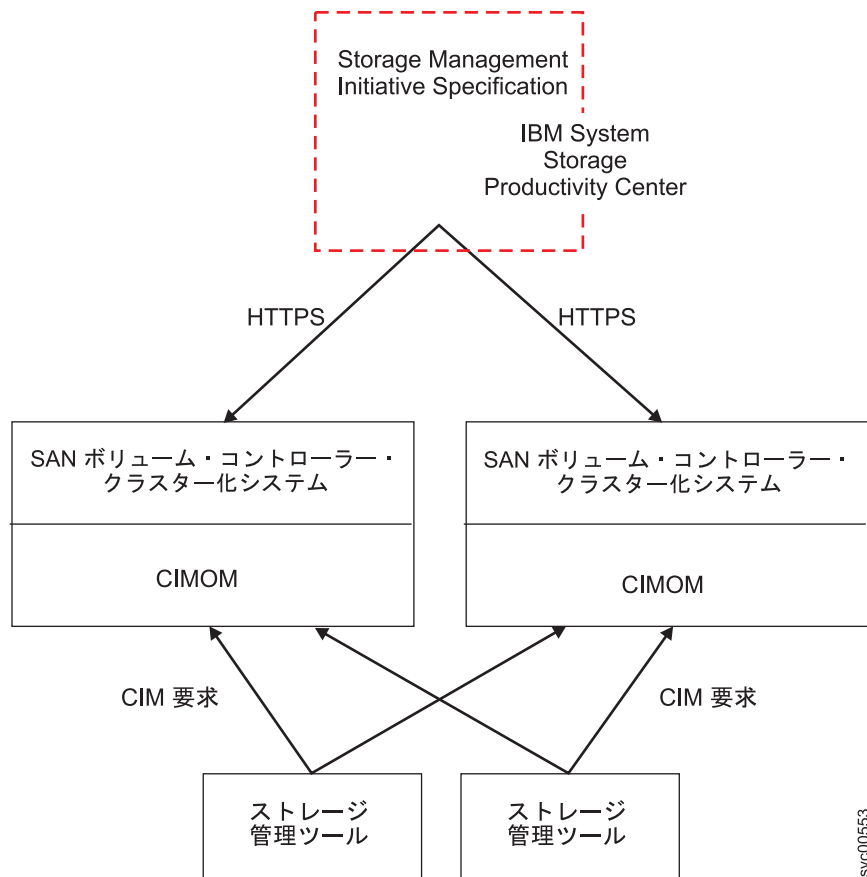 Storage Management
Initiative Specification
IBM System
Storage
Productivity Center
HTTPS
HTTPS
SAN ボリューム・コントローラー・
クラスター化システム
SAN ボリューム・コントローラー・
クラスター化システム
CIMOM
CIMOM
CIM 要求
CIM 要求
ストレージ
管理ツール
ストレージ
管理ツール
svc00553